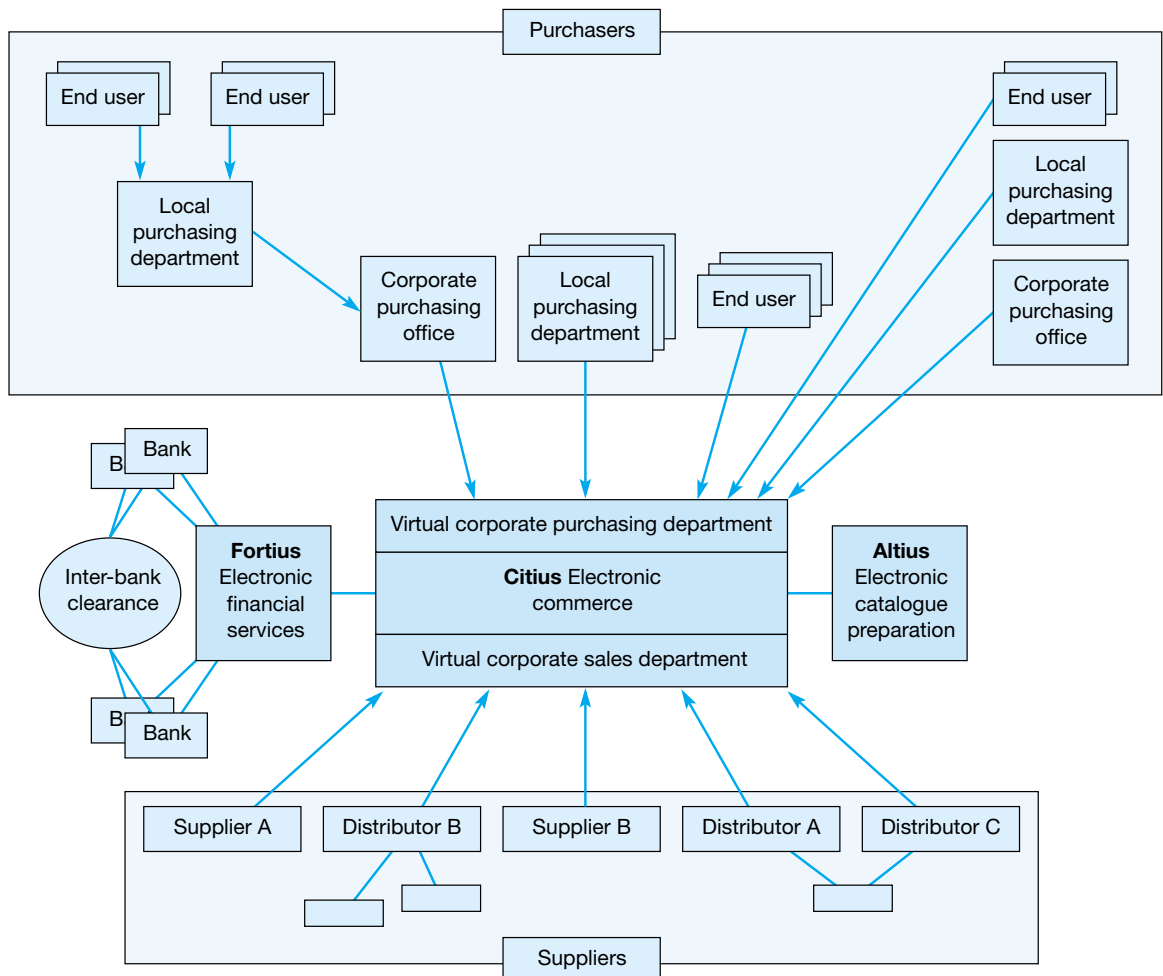 Purchasers
End user
End user
End user
Local
purchasing
department
Local
purchasing
department
Corporate
purchasing
office
Local
purchasing
department
End user
Corporate
purchasing
office
Bank
B
Inter-bank
clearance
Fortius
Electronic
financial
services
Virtual corporate purchasing department
Citius Electronic
commerce
Virtual corporate sales department
Altius
Electronic
catalogue
preparation
B
Bank
Supplier A
Distributor B
Supplier B
Distributor A
Distributor C
Suppliers